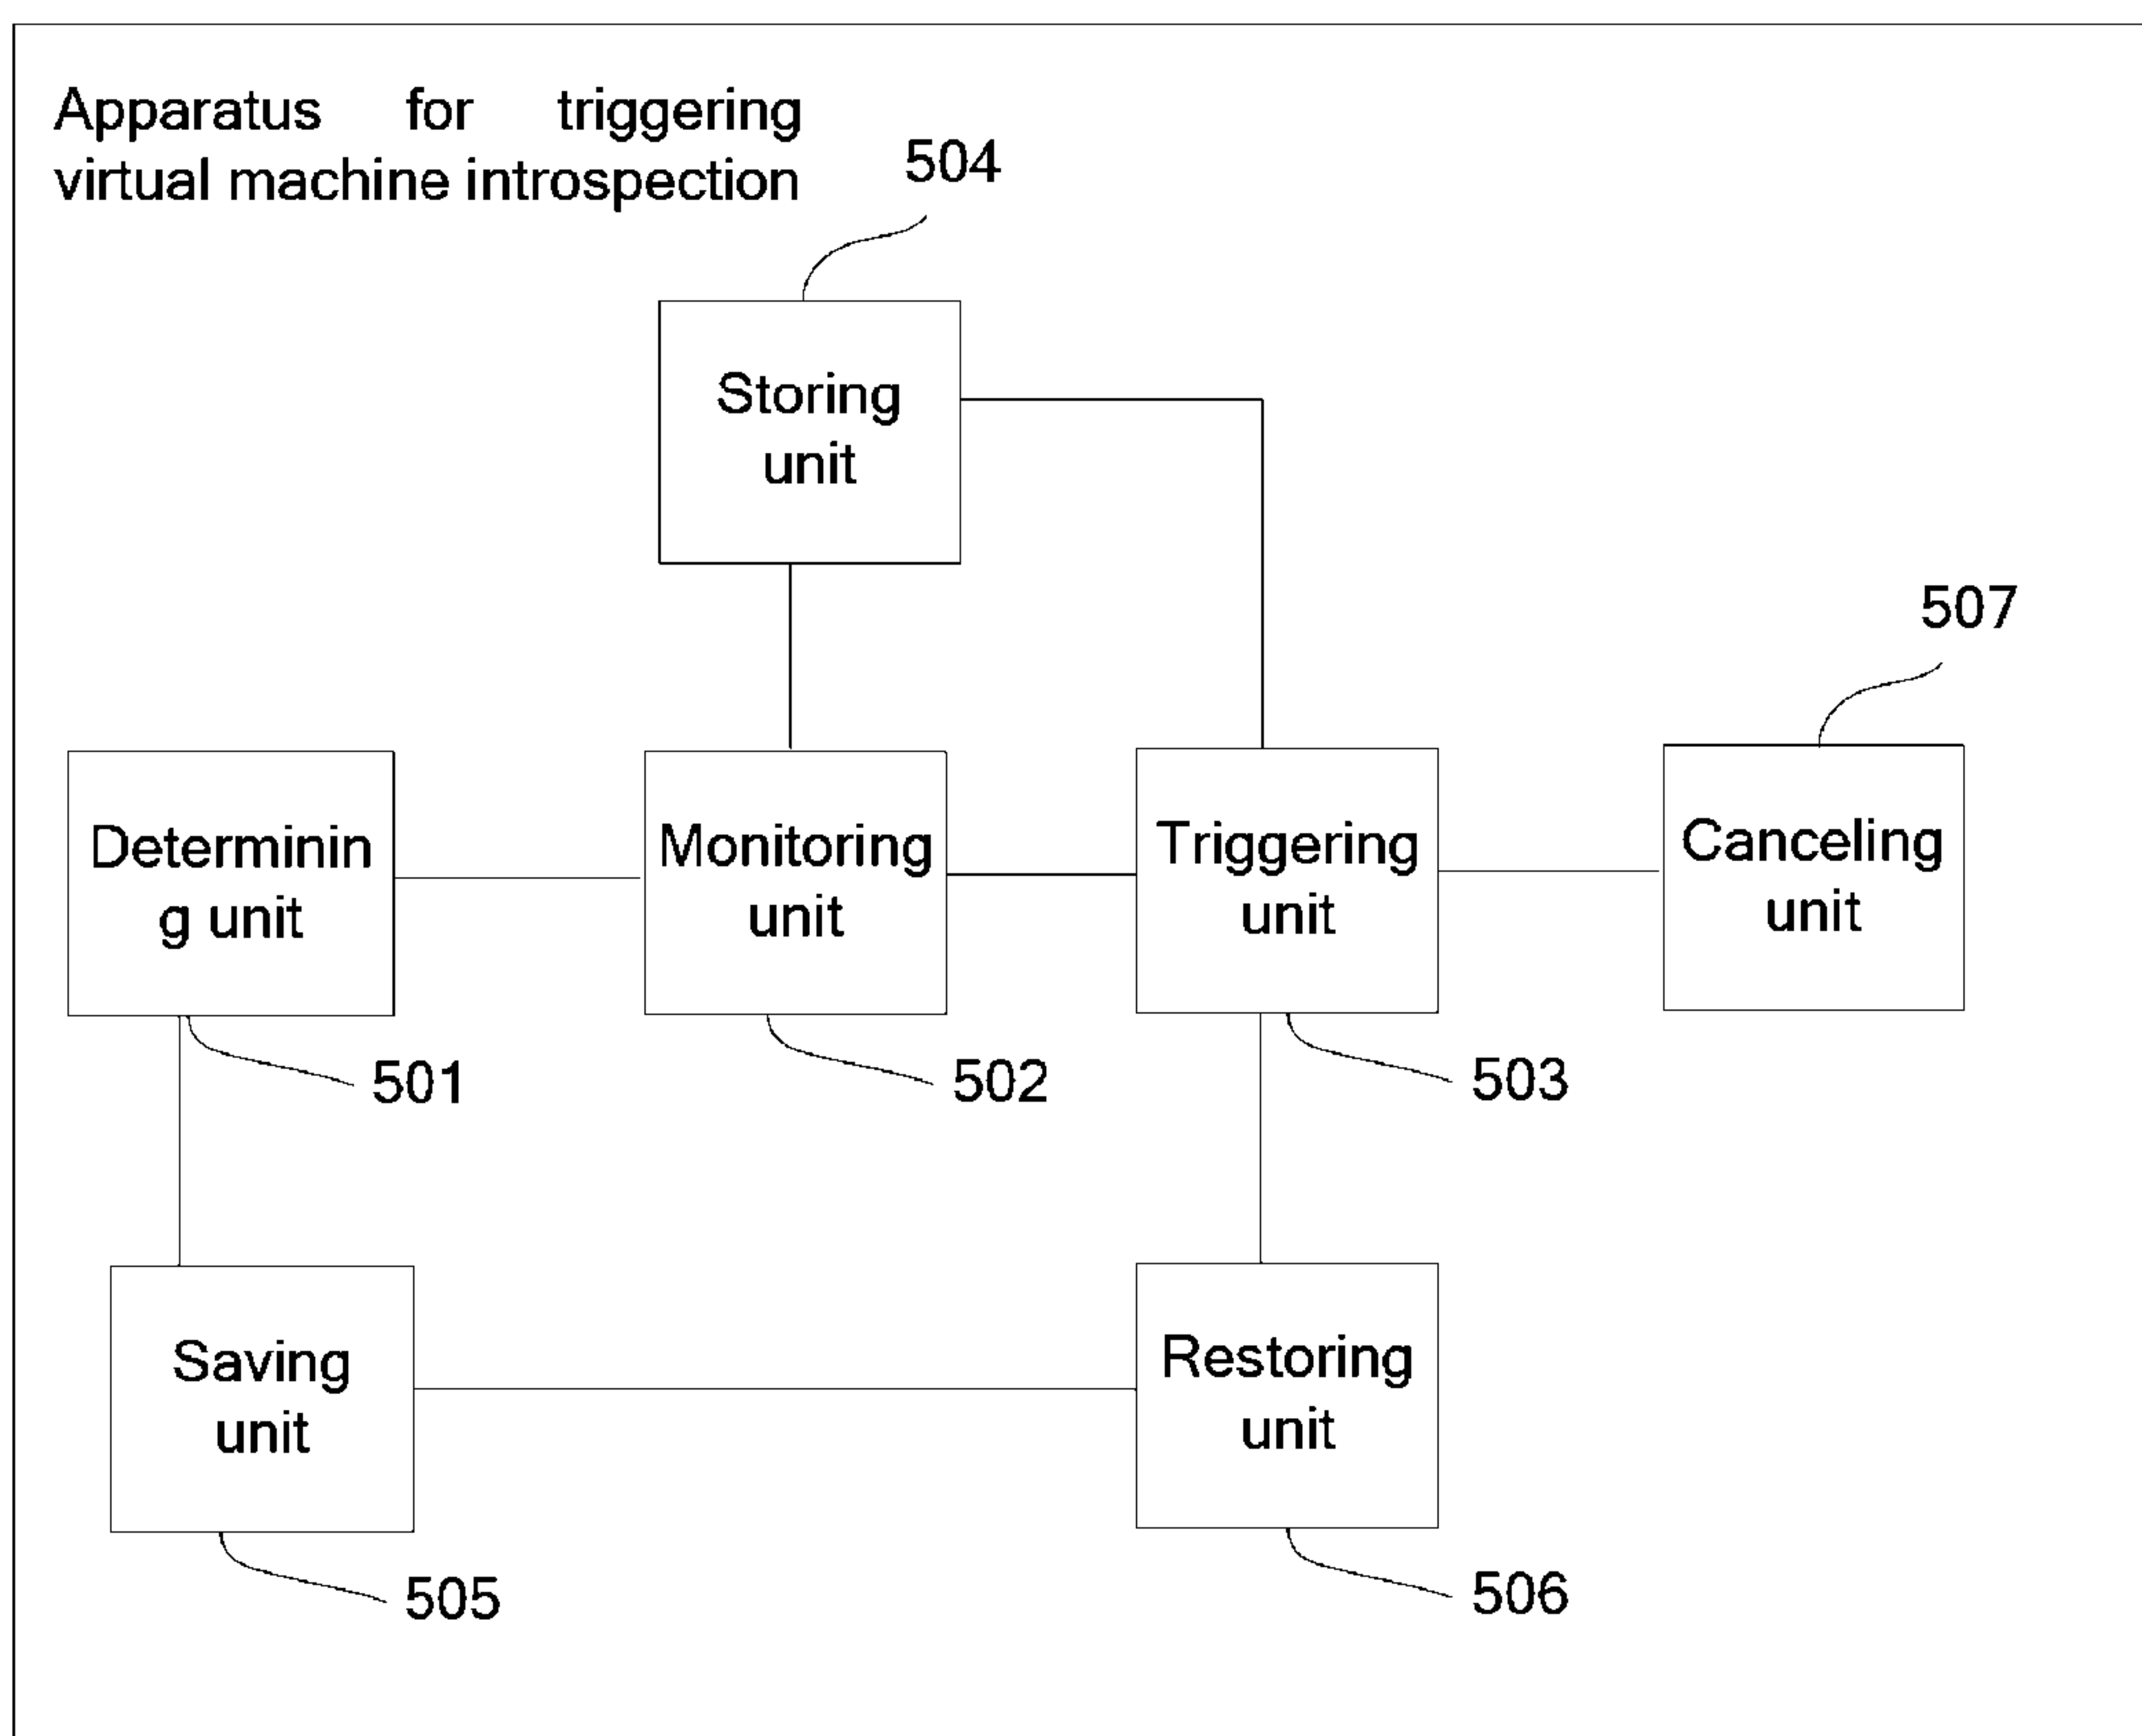 Apparatus for triggering
virtual machine introspection
504
Storing
unit
507
Determinin
g unit
Monitoring
unit
Triggering
unit
Canceling
unit
501
502
503
Saving
unit
Restoring
unit
505
506